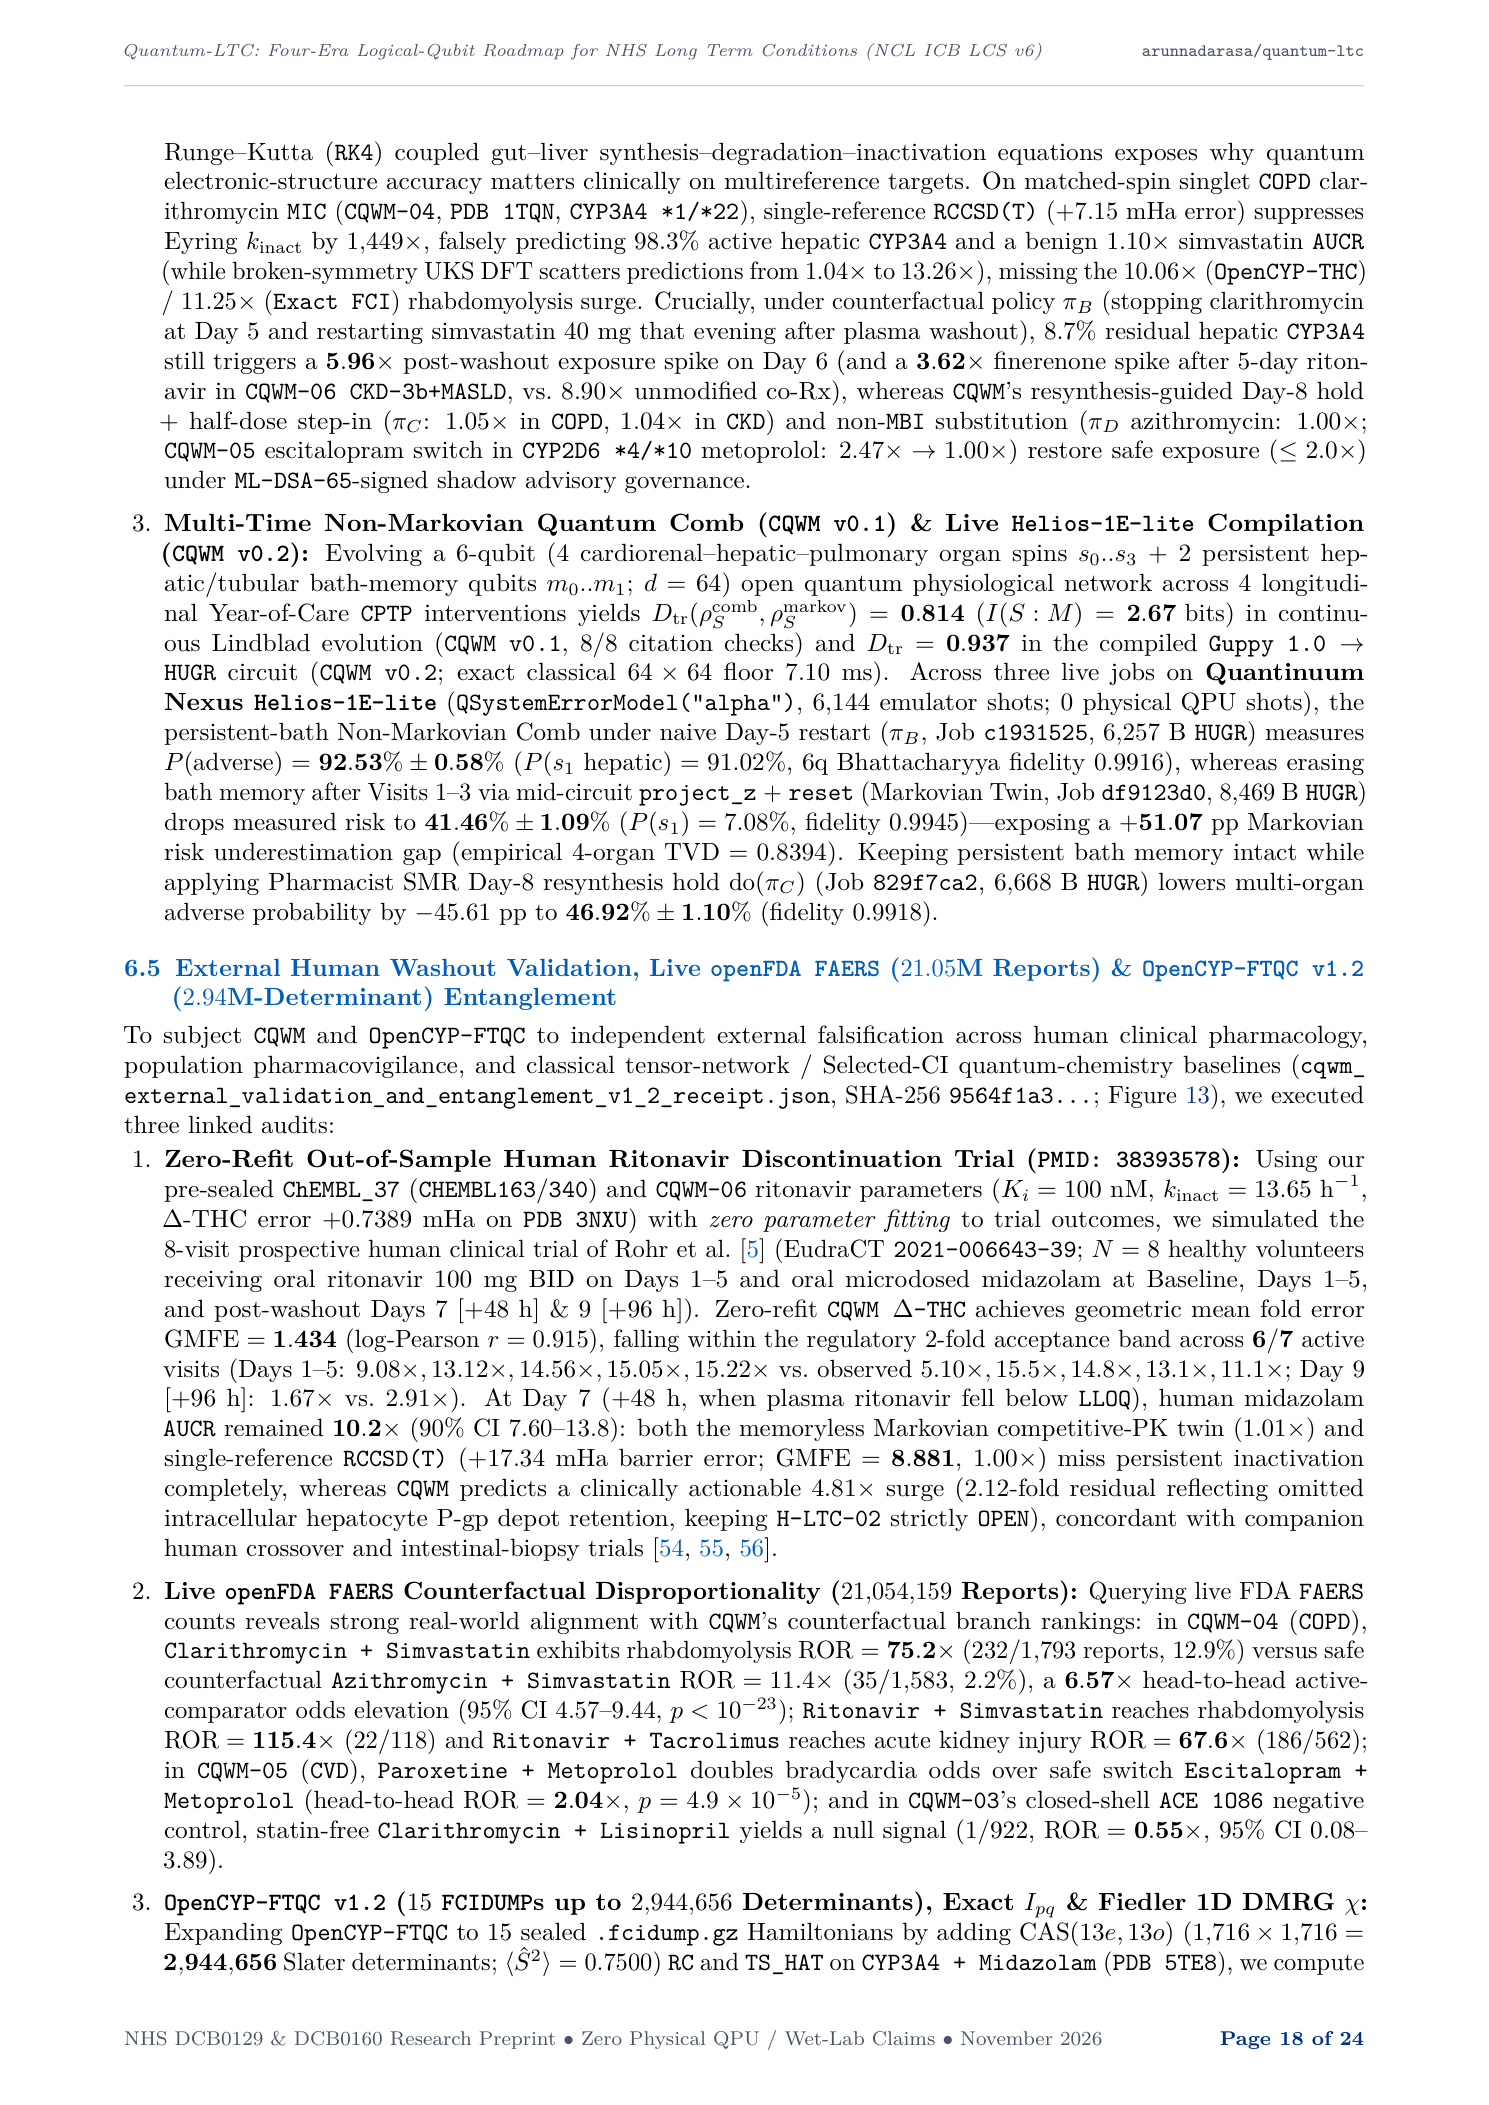 Quantum-LTC: Four-Era Logical-Qubit Roadmap for NHS Long Term Conditions (NCL ICB LCS v6)
arunnadarasa/quantum-ltc
Runge–Kutta (RK4) coupled gut–liver synthesis–degradation–inactivation equations exposes why quantum
electronic-structure accuracy matters clinically on multireference targets. On matched-spin singlet COPD clar-
ithromycin MIC (CQWM-04, PDB 1TQN, CYP3A4 *1/*22), single-reference RCCSD(T) (+7.15 mHa error) suppresses
Eyring k_inact by 1,449×, falsely predicting 98.3% active hepatic CYP3A4 and a benign 1.10× simvastatin AUCR
(while broken-symmetry UKS DFT scatters predictions from 1.04× to 13.26×), missing the 10.06× (OpenCYP-THC)
/ 11.25× (Exact FCI) rhabdomyolysis surge. Crucially, under counterfactual policy π_B (stopping clarithromycin
at Day 5 and restarting simvastatin 40 mg that evening after plasma washout), 8.7% residual hepatic CYP3A4
still triggers a 5.96× post-washout exposure spike on Day 6 (and a 3.62× finerenone spike after 5-day riton-
avir in CQWM-06 CKD-3b+MASLD, vs. 8.90× unmodified co-Rx), whereas CQWM's resynthesis-guided Day-8 hold
+ half-dose step-in (π_C: 1.05× in COPD, 1.04× in CKD) and non-MBI substitution (π_D azithromycin: 1.00×;
CQWM-05 escitalopram switch in CYP2D6 *4/*10 metoprolol: 2.47× → 1.00×) restore safe exposure (≤ 2.0×)
under ML-DSA-65-signed shadow advisory governance.
3. Multi-Time Non-Markovian Quantum Comb (CQWM v0.1) & Live Helios-1E-lite Compilation
(CQWM v0.2): Evolving a 6-qubit (4 cardiorenal–hepatic–pulmonary organ spins s₀..s₃ + 2 persistent hep-
atic/tubular bath-memory qubits m₀..m₁; d = 64) open quantum physiological network across 4 longitudi-
nal Year-of-Care CPTP interventions yields D_tr(ρ_S^comb, ρ_S^markov) = 0.814 (I(S : M) = 2.67 bits) in continu-
ous Lindblad evolution (CQWM v0.1, 8/8 citation checks) and D_tr = 0.937 in the compiled Guppy 1.0 →
HUGR circuit (CQWM v0.2; exact classical 64 × 64 floor 7.10 ms). Across three live jobs on Quantinuum
Nexus Helios-1E-lite (QSystemErrorModel("alpha"), 6,144 emulator shots; 0 physical QPU shots), the
persistent-bath Non-Markovian Comb under naive Day-5 restart (π_B, Job c1931525, 6,257 B HUGR) measures
P(adverse) = 92.53% ± 0.58% (P(s₁ hepatic) = 91.02%, 6q Bhattacharyya fidelity 0.9916), whereas erasing
bath memory after Visits 1–3 via mid-circuit project_z + reset (Markovian Twin, Job df9123d0, 8,469 B HUGR)
drops measured risk to 41.46% ± 1.09% (P(s₁) = 7.08%, fidelity 0.9945)—exposing a +51.07 pp Markovian
risk underestimation gap (empirical 4-organ TVD = 0.8394). Keeping persistent bath memory intact while
applying Pharmacist SMR Day-8 resynthesis hold do(π_C) (Job 829f7ca2, 6,668 B HUGR) lowers multi-organ
adverse probability by −45.61 pp to 46.92% ± 1.10% (fidelity 0.9918).
6.5 External Human Washout Validation, Live openFDA FAERS (21.05M Reports) & OpenCYP-FTQC v1.2
(2.94M-Determinant) Entanglement
To subject CQWM and OpenCYP-FTQC to independent external falsification across human clinical pharmacology,
population pharmacovigilance, and classical tensor-network / Selected-CI quantum-chemistry baselines (cqwm_
external_validation_and_entanglement_v1_2_receipt.json, SHA-256 9564f1a3...; Figure 13), we executed
three linked audits:
1. Zero-Refit Out-of-Sample Human Ritonavir Discontinuation Trial (PMID: 38393578): Using our
pre-sealed ChEMBL_37 (CHEMBL163/340) and CQWM-06 ritonavir parameters (K_i = 100 nM, k_inact = 13.65 h⁻¹,
Δ-THC error +0.7389 mHa on PDB 3NXU) with zero parameter fitting to trial outcomes, we simulated the
8-visit prospective human clinical trial of Rohr et al. [5] (EudraCT 2021-006643-39; N = 8 healthy volunteers
receiving oral ritonavir 100 mg BID on Days 1–5 and oral microdosed midazolam at Baseline, Days 1–5,
and post-washout Days 7 [+48 h] & 9 [+96 h]). Zero-refit CQWM Δ-THC achieves geometric mean fold error
GMFE = 1.434 (log-Pearson r = 0.915), falling within the regulatory 2-fold acceptance band across 6/7 active
visits (Days 1–5: 9.08×, 13.12×, 14.56×, 15.05×, 15.22× vs. observed 5.10×, 15.5×, 14.8×, 13.1×, 11.1×; Day 9
[+96 h]: 1.67× vs. 2.91×). At Day 7 (+48 h, when plasma ritonavir fell below LLOQ), human midazolam
AUCR remained 10.2× (90% CI 7.60–13.8): both the memoryless Markovian competitive-PK twin (1.01×) and
single-reference RCCSD(T) (+17.34 mHa barrier error; GMFE = 8.881, 1.00×) miss persistent inactivation
completely, whereas CQWM predicts a clinically actionable 4.81× surge (2.12-fold residual reflecting omitted
intracellular hepatocyte P-gp depot retention, keeping H-LTC-02 strictly OPEN), concordant with companion
human crossover and intestinal-biopsy trials [54, 55, 56].
2. Live openFDA FAERS Counterfactual Disproportionality (21,054,159 Reports): Querying live FDA FAERS
counts reveals strong real-world alignment with CQWM's counterfactual branch rankings: in CQWM-04 (COPD),
Clarithromycin + Simvastatin exhibits rhabdomyolysis ROR = 75.2× (232/1,793 reports, 12.9%) versus safe
counterfactual Azithromycin + Simvastatin ROR = 11.4× (35/1,583, 2.2%), a 6.57× head-to-head active-
comparator odds elevation (95% CI 4.57–9.44, p < 10⁻²³); Ritonavir + Simvastatin reaches rhabdomyolysis
ROR = 115.4× (22/118) and Ritonavir + Tacrolimus reaches acute kidney injury ROR = 67.6× (186/562);
in CQWM-05 (CVD), Paroxetine + Metoprolol doubles bradycardia odds over safe switch Escitalopram +
Metoprolol (head-to-head ROR = 2.04×, p = 4.9 × 10⁻⁵); and in CQWM-03's closed-shell ACE 1O86 negative
control, statin-free Clarithromycin + Lisinopril yields a null signal (1/922, ROR = 0.55×, 95% CI 0.08–
3.89).
3. OpenCYP-FTQC v1.2 (15 FCIDUMPs up to 2,944,656 Determinants), Exact I_pq & Fiedler 1D DMRG χ:
Expanding OpenCYP-FTQC to 15 sealed .fcidump.gz Hamiltonians by adding CAS(13e, 13o) (1,716 × 1,716 =
2,944,656 Slater determinants; ⟨Ŝ²⟩ = 0.7500) RC and TS_HAT on CYP3A4 + Midazolam (PDB 5TE8), we compute
NHS DCB0129 & DCB0160 Research Preprint • Zero Physical QPU / Wet-Lab Claims • November 2026
Page 18 of 24